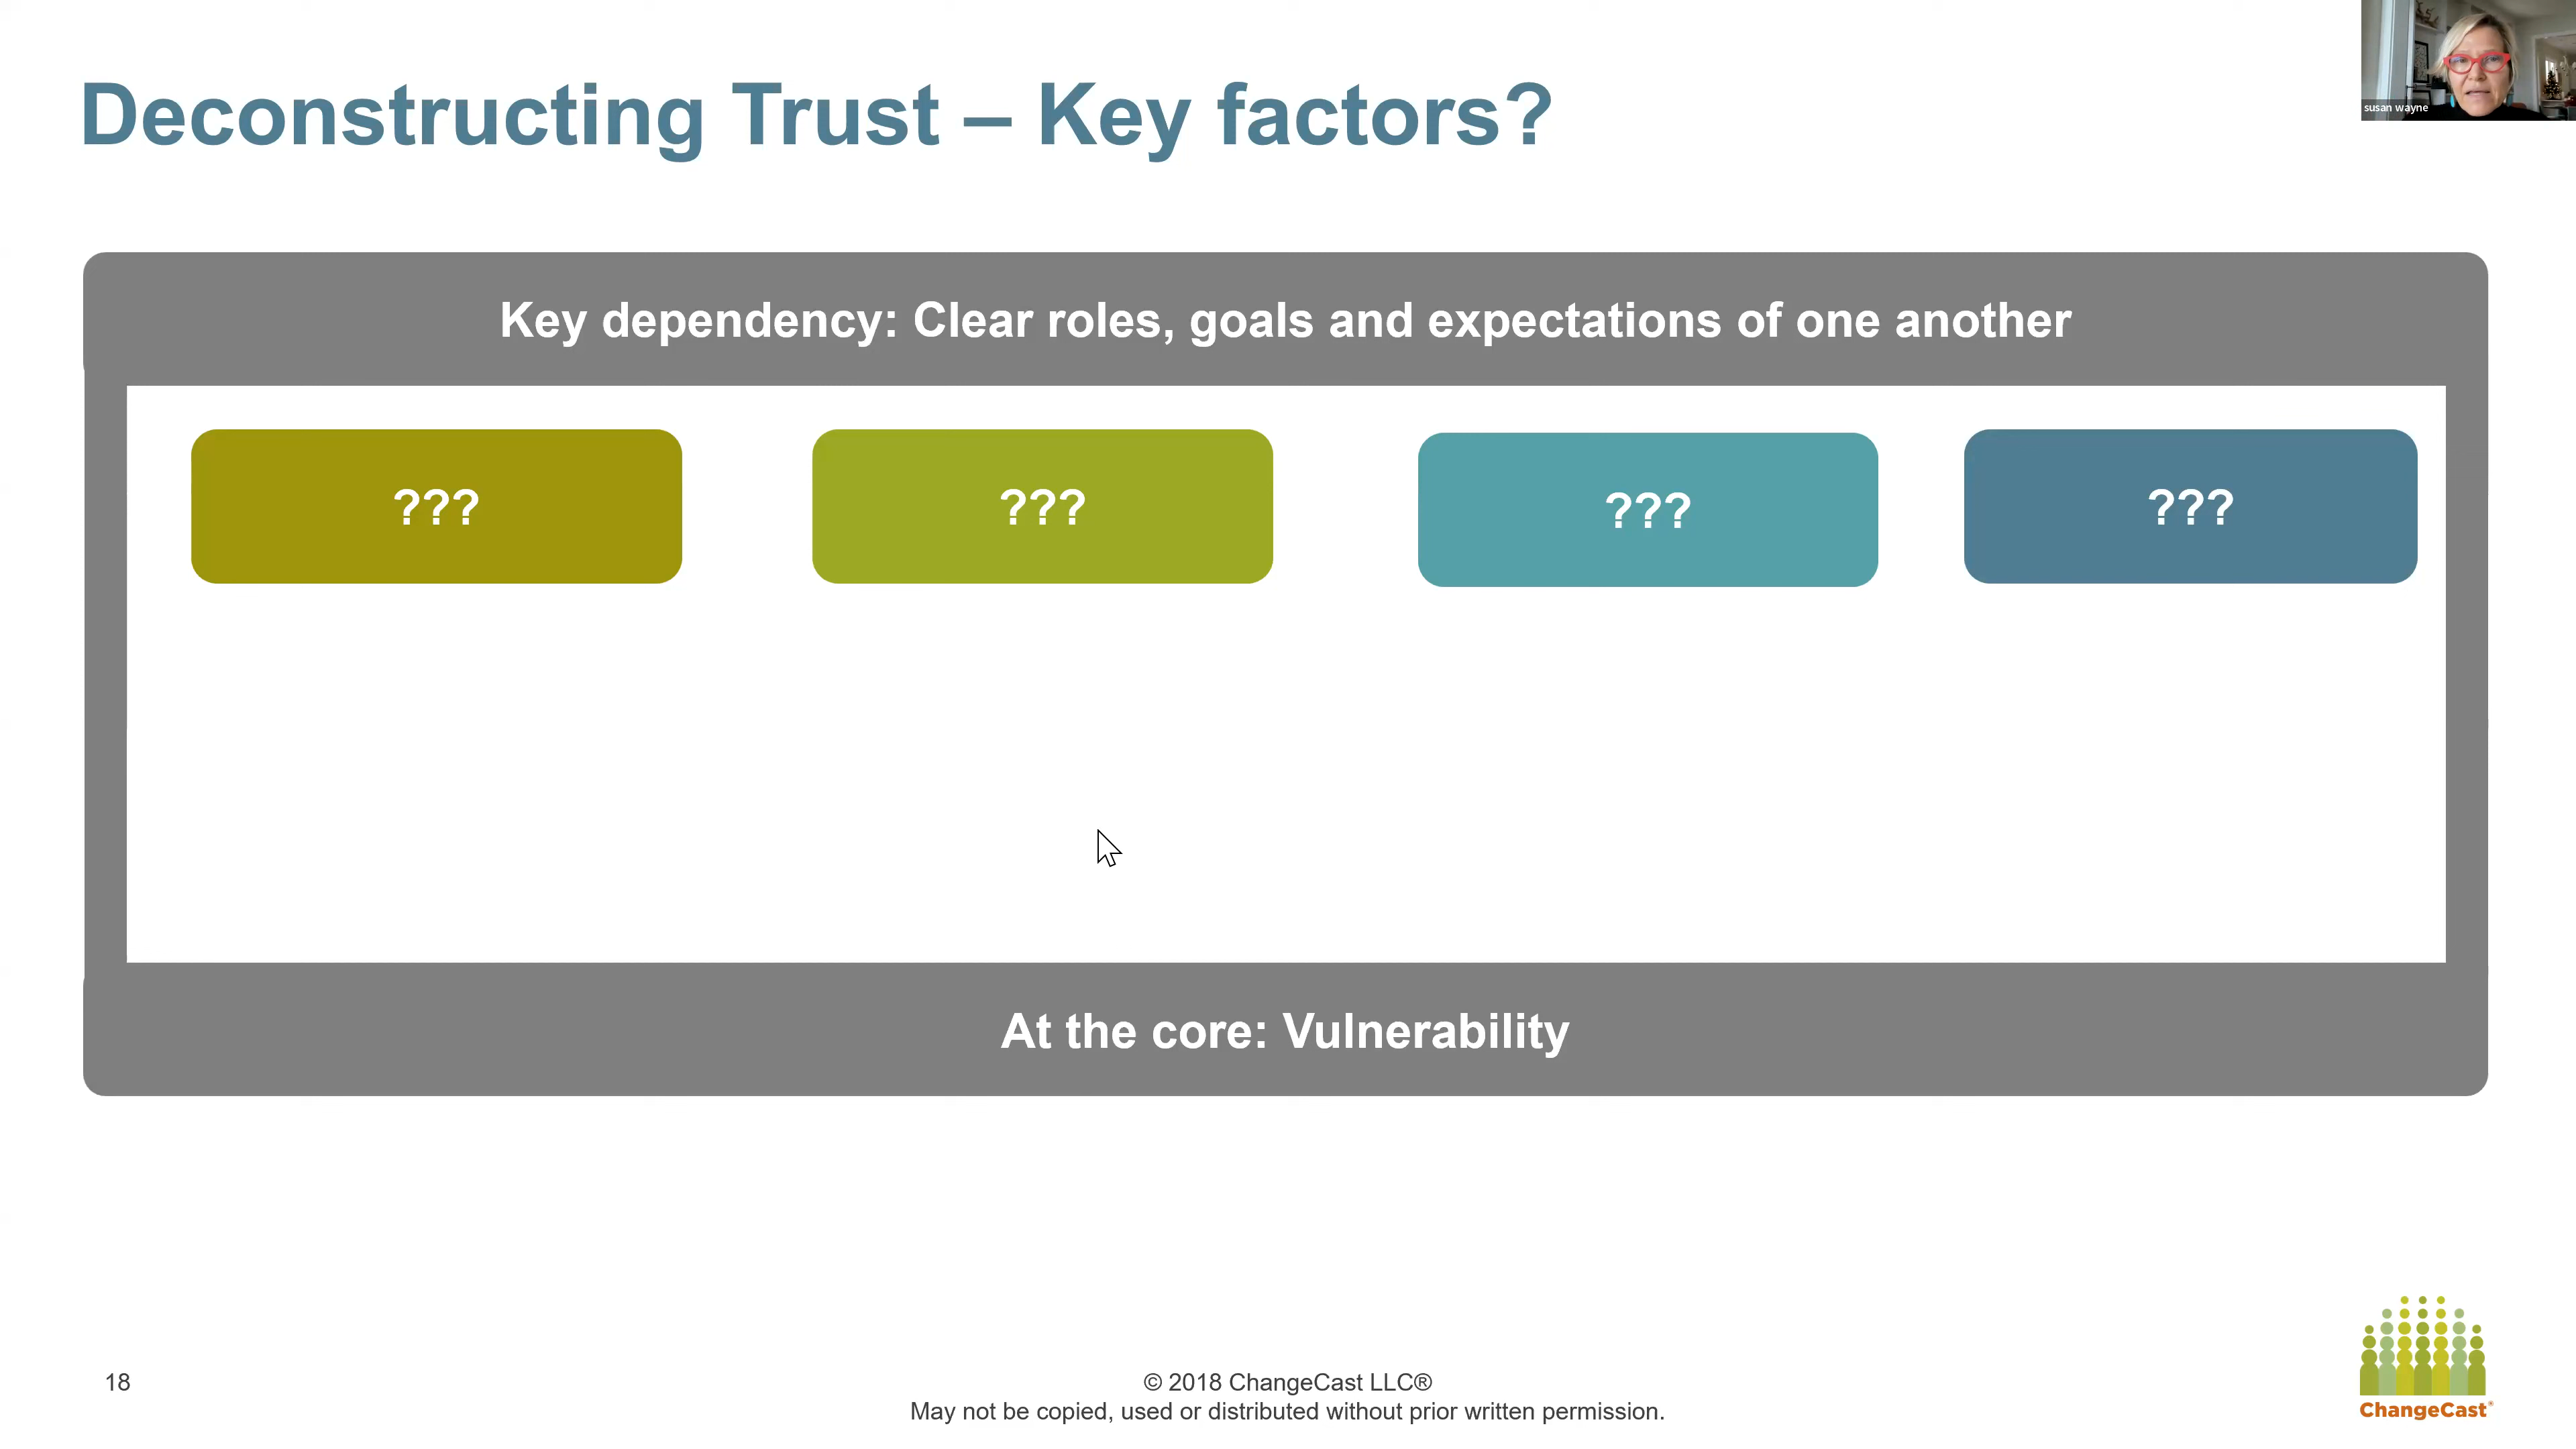 Deconstructing Trust – Key factors?
susan wayne
Key dependency: Clear roles, goals and expectations of one another
???
???
???
???
At the core: Vulnerability
18
© 2018 ChangeCast LLC®
May not be copied, used or distributed without prior written permission.
ChangeCast®